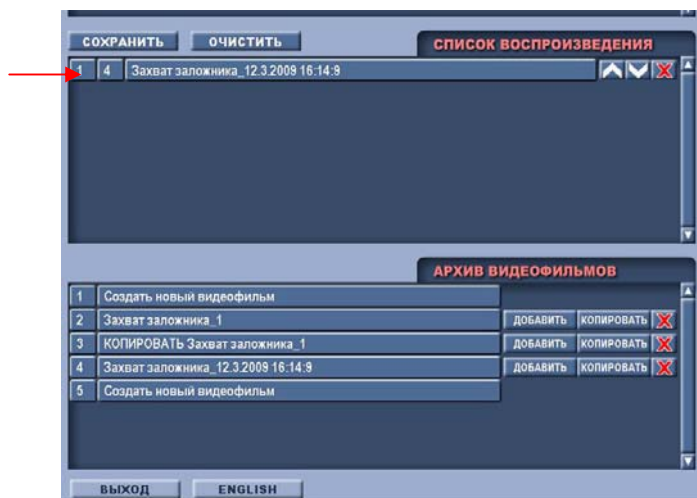 СОХРАНИТЬ ОЧИСТИТЬ СПИСОК ВОСПРОИЗВЕДЕНИЯ
1 4 Захват заложника_12.3.2009 16:14:9
АРХИВ ВИДЕОФИЛЬМОВ
1 Создать новый видеофильм
2 Захват заложника_1 ДОБАВИТЬ КОПИРОВАТЬ X
3 КОПИРОВАТЬ Захват заложника_1 ДОБАВИТЬ КОПИРОВАТЬ X
4 Захват заложника_12.3.2009 16:14:9 ДОБАВИТЬ КОПИРОВАТЬ X
5 Создать новый видеофильм
ВЫХОД ENGLISH